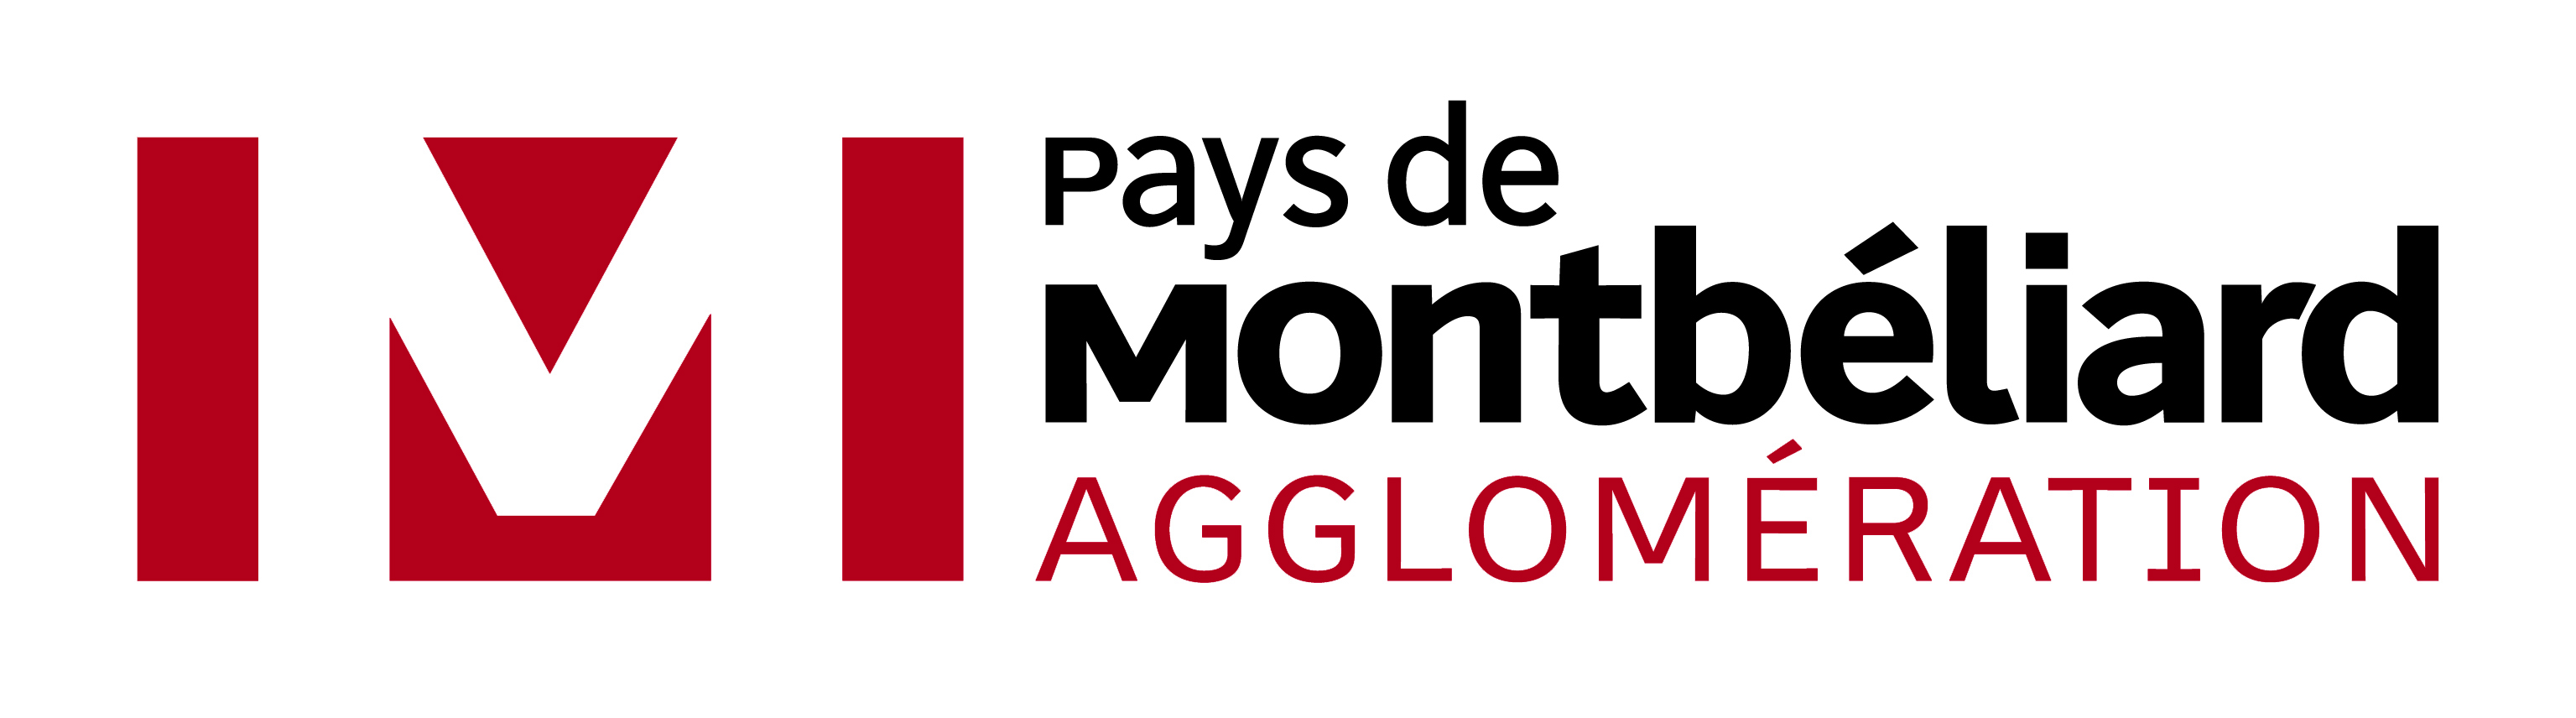 Pays de
Montbéliard
AGGLOMÉRATION